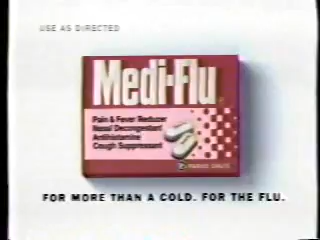 USE AS DIRECTED
Medi-Flu
Pain & Fever Reducer
Nasal Decongestant
Antihistamine
Cough Suppressant
FOR MORE THAN A COLD. FOR THE FLU.